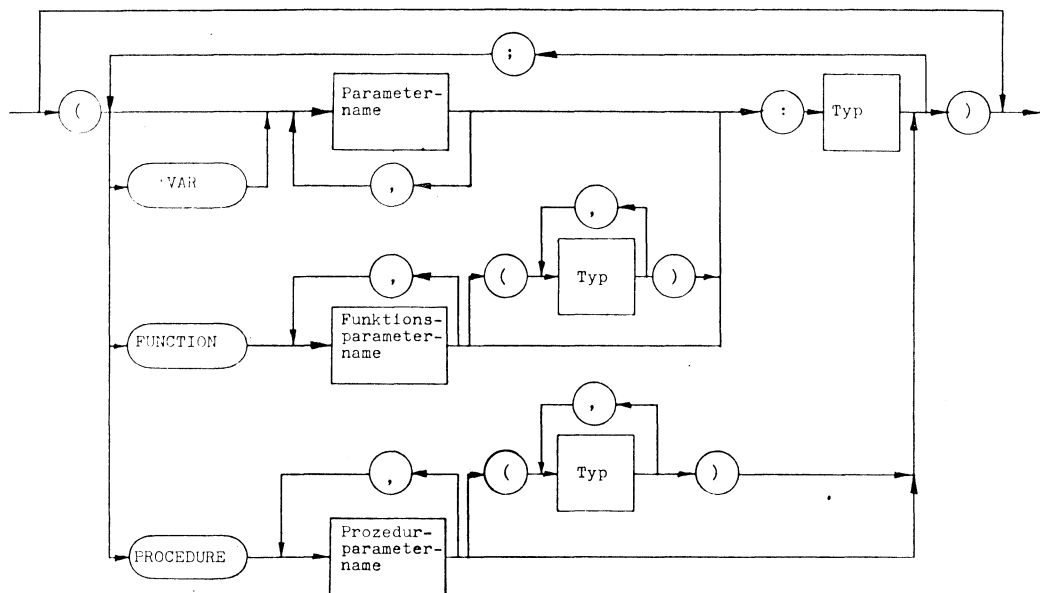 ;
( Parameter- : Typ )
name
VAR ,
,
( Typ )
,
FUNCTION Funktions-
parameter-
name
,
( Typ )
,
PROCEDURE Prozedur-
parameter-
name